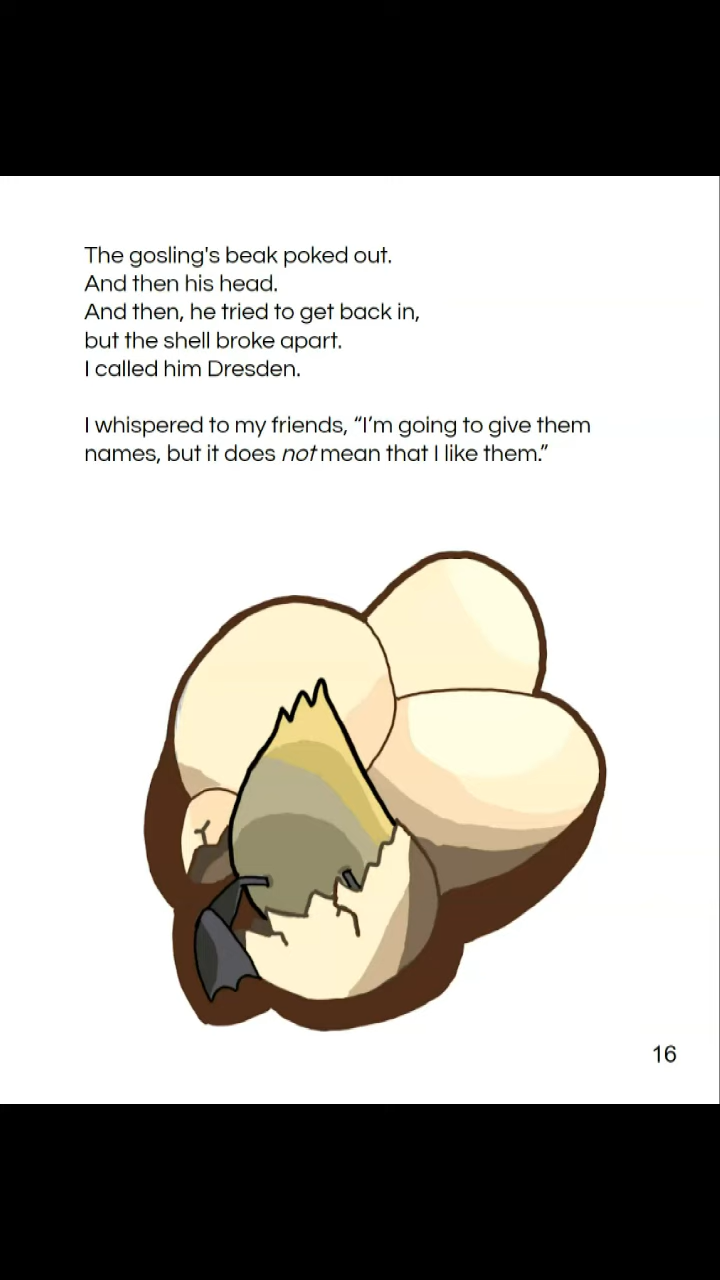 The gosling's beak poked out.
And then his head.
And then, he tried to get back in,
but the shell broke apart.
I called him Dresden.
I whispered to my friends, “I’m going to give them
names, but it does not mean that I like them.”
16